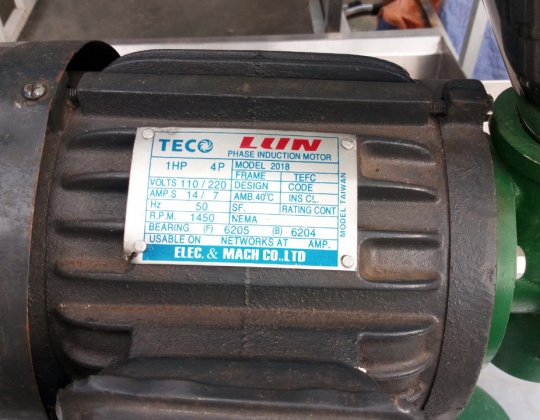 TECO LUN
PHASE INDUCTION MOTOR
1HP 4P MODEL 2018
FRAME TEFC
VOLTS 110 / 220 DESIGN CODE
AMP.S 14 / 7 AMB.40°C INS CL.
Hz 50 SF. RATING CONT
R.P.M. 1450 NEMA
BEARING (F) 6205 (B) 6204
USABLE ON NETWORKS AT AMP.
ELEC. & MACH CO.,LTD
MODEL TAIWAN